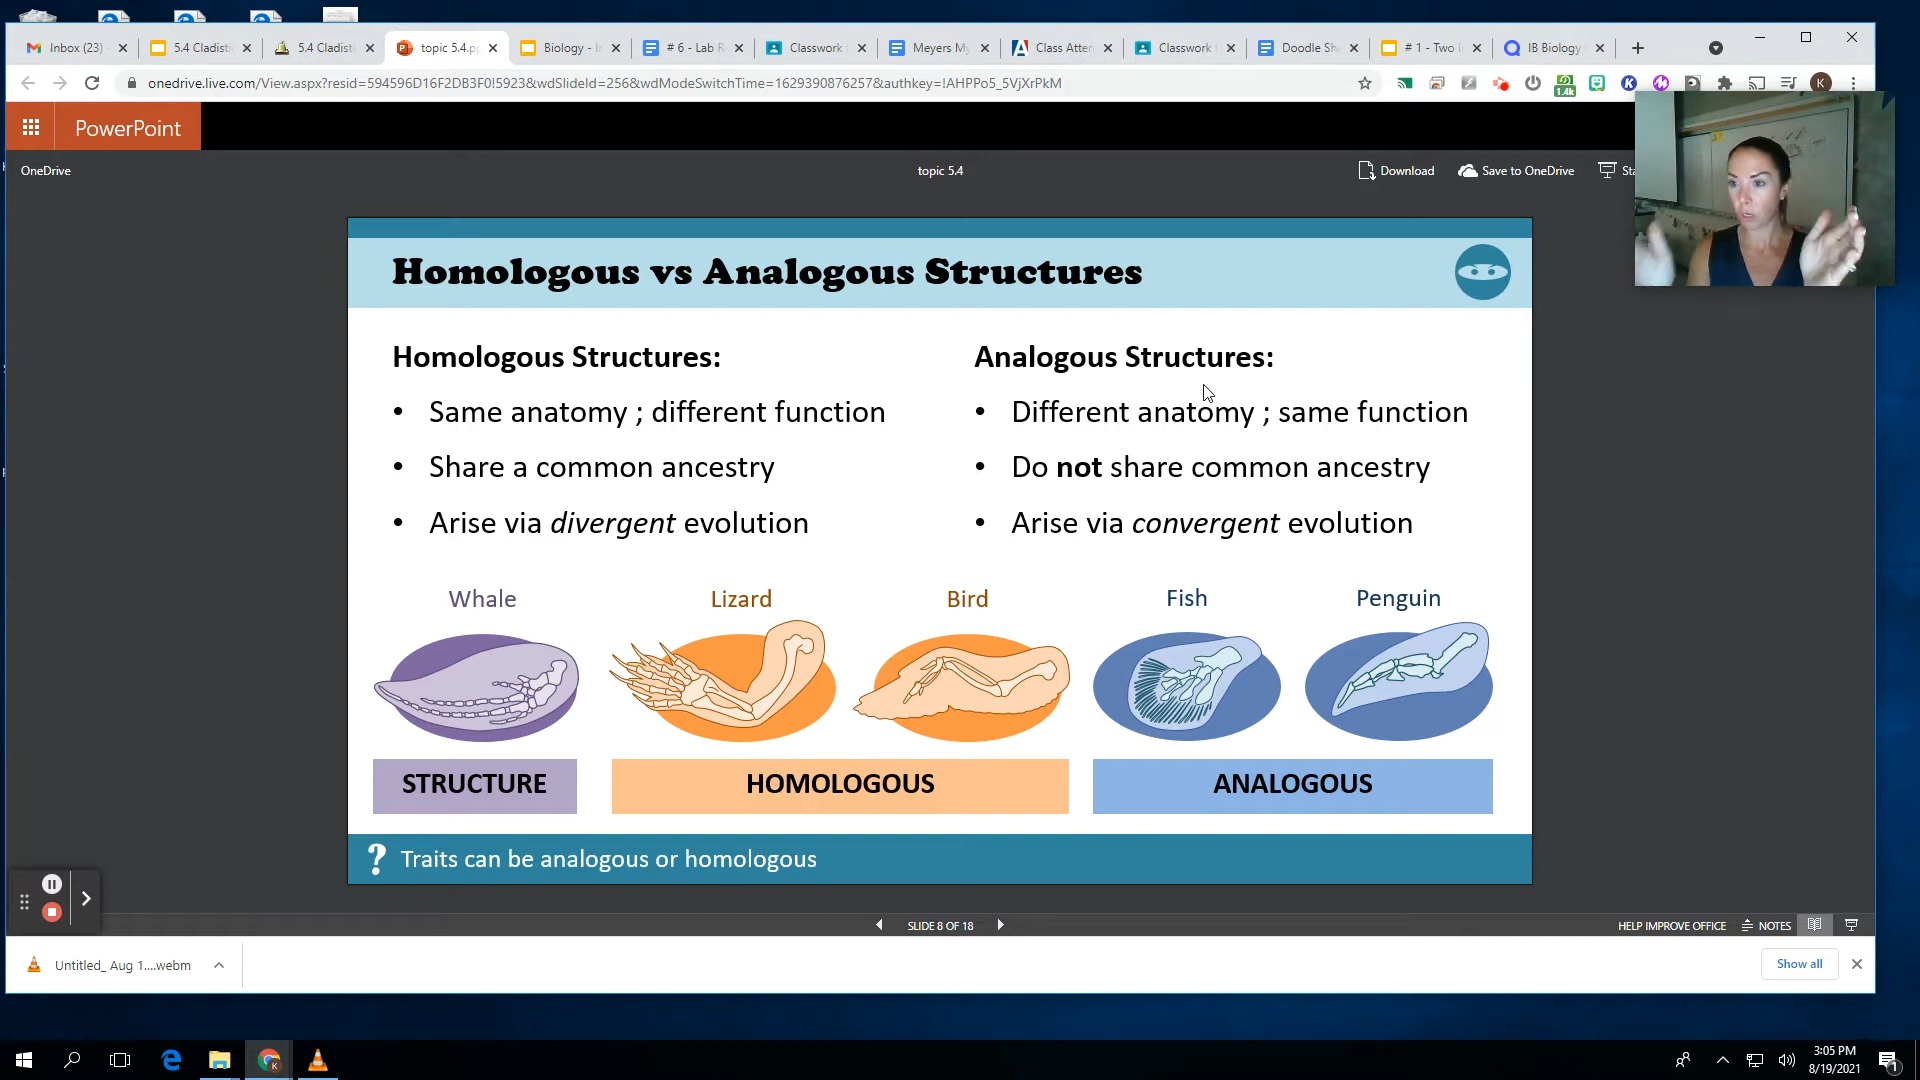 Inbox (23)
5.4 Cladisti
5.4 Cladisti
topic 5.4.pp
Biology - I
# 6 - Lab R
Classwork
Meyers My
Class Atten
Classwork
Doodle She
# 1 - Two I
IB Biology
onedrive.live.com/View.aspx?resid=594596D16F2DB3F0!5923&wdSlideId=256&wdModeSwitchTime=1629390876257&authkey=!AHPPo5_5VjXrPkM
1.4k
K
PowerPoint
OneDrive
topic 5.4
Download
Save to OneDrive
Sta
Homologous vs Analogous Structures
Homologous Structures:
• Same anatomy ; different function
• Share a common ancestry
• Arise via divergent evolution
Analogous Structures:
• Different anatomy ; same function
• Do not share common ancestry
• Arise via convergent evolution
Whale
Lizard
Bird
Fish
Penguin
STRUCTURE
HOMOLOGOUS
ANALOGOUS
? Traits can be analogous or homologous
SLIDE 8 OF 18
HELP IMPROVE OFFICE
NOTES
Untitled_ Aug 1....webm
Show all
3:05 PM
8/19/2021
1